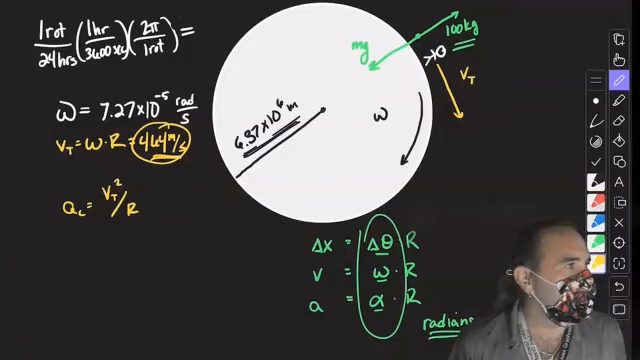 1rot/24hrs (1hr/3600sec) (2π/1rot) =
ω = 7.27×10⁻⁵ rad/s
V_T = ω·R = 464 m/s
a_c = V_T²/R
6.37×10⁶ m
mg
100kg
V_T
ω
Δx = Δθ R
v = ω · R
a = α · R
radians